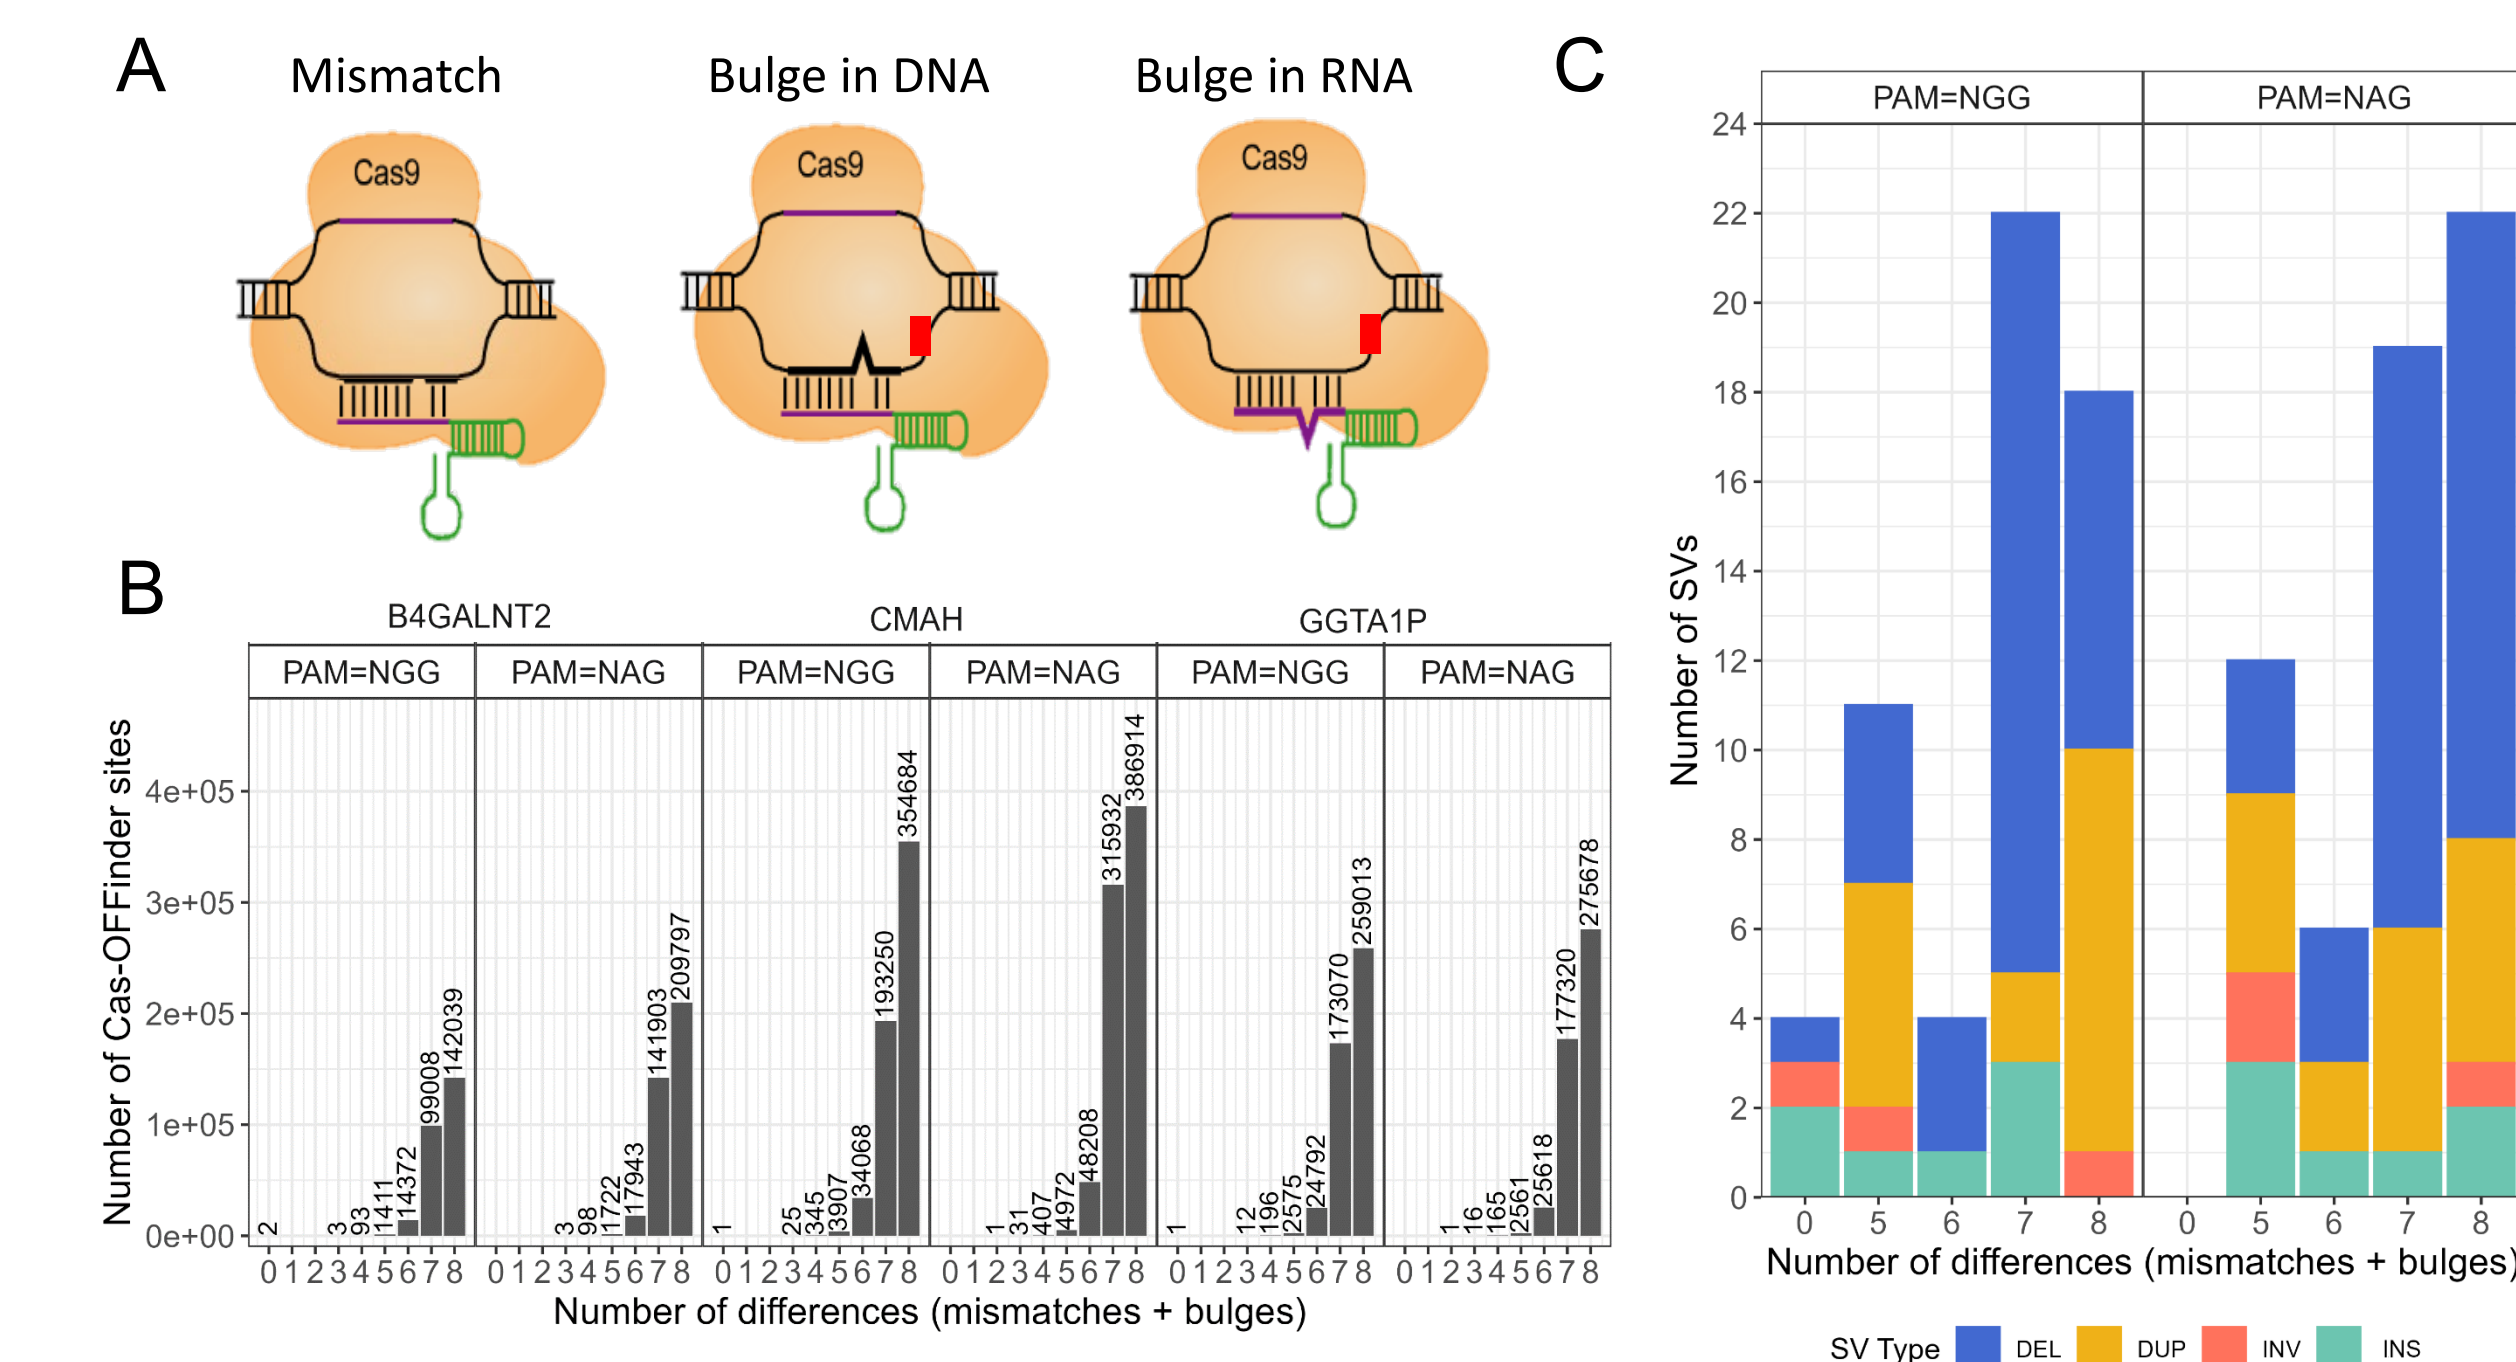 A
Mismatch
Bulge in DNA
Bulge in RNA
Cas9
Cas9
Cas9
B
B4GALNT2
CMAH
GGTA1P
PAM=NGG
PAM=NAG
PAM=NGG
PAM=NAG
PAM=NGG
PAM=NAG
Number of Cas-OFFinder sites
4e+05
3e+05
2e+05
1e+05
0e+00
2
3
93
1411
14372
99008
142039
3
98
1722
17943
141903
209797
1
25
345
3907
34068
193250
354684
1
31
407
4972
48208
315932
386914
1
12
196
2575
24792
173070
259013
1
16
165
2561
25618
177320
275678
0 1 2 3 4 5 6 7 8
0 1 2 3 4 5 6 7 8
0 1 2 3 4 5 6 7 8
0 1 2 3 4 5 6 7 8
0 1 2 3 4 5 6 7 8
0 1 2 3 4 5 6 7 8
Number of differences (mismatches + bulges)
C
PAM=NGG
PAM=NAG
Number of SVs
24
22
20
18
16
14
12
10
8
6
4
2
0
0 5 6 7 8
0 5 6 7 8
Number of differences (mismatches + bulges)
SV Type DEL DUP INV INS